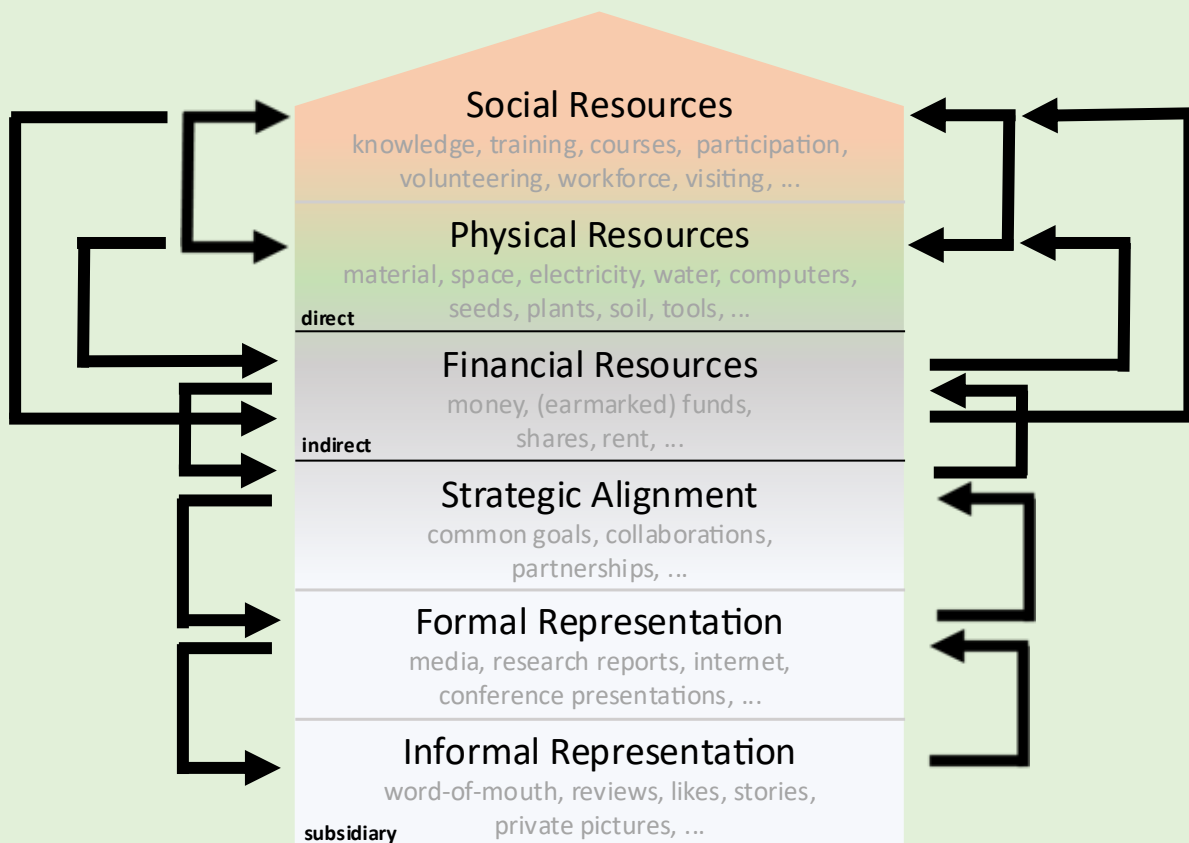 Social Resources
knowledge, training, courses, participation,
volunteering, workforce, visiting, ...
Physical Resources
material, space, electricity, water, computers,
seeds, plants, soil, tools, ...
direct
Financial Resources
money, (earmarked) funds,
shares, rent, ...
indirect
Strategic Alignment
common goals, collaborations,
partnerships, ...
Formal Representation
media, research reports, internet,
conference presentations, ...
Informal Representation
word-of-mouth, reviews, likes, stories,
private pictures, ...
subsidiary